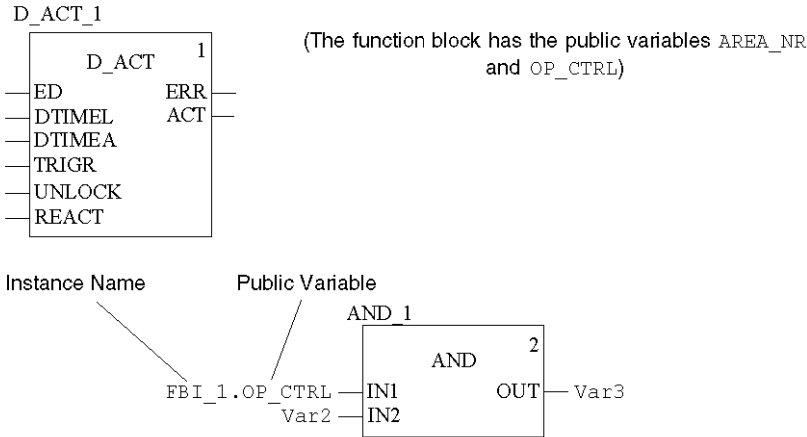 D_ACT_1
D_ACT 1
(The function block has the public variables AREA_NR
and OP_CTRL)
ED ERR
DTIMEL ACT
DTIMEA
TRIGR
UNLOCK
REACT
Instance Name Public Variable
AND_1
AND 2
FBI_1.OP_CTRL IN1 OUT Var3
Var2 IN2